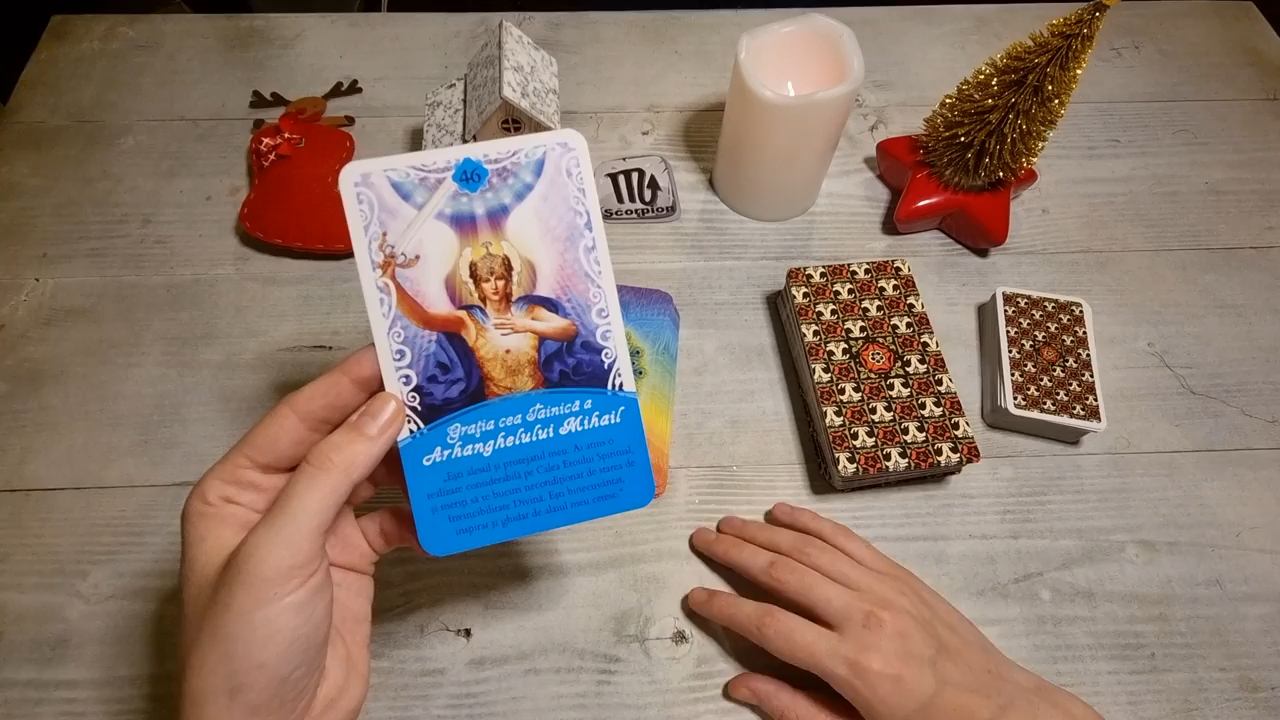 46
Scorpion
Grația cea Tainică a
Arhanghelului Mihail
„Ești alesul și protejatul meu. Ai atins o
realizare considerabilă pe Calea Eroului Spiritual,
și meriți să te bucuri necondiționat de starea de
Invincibilitate Divină. Ești binecuvântat,
inspirat și ghidat de alaiul meu ceresc.”